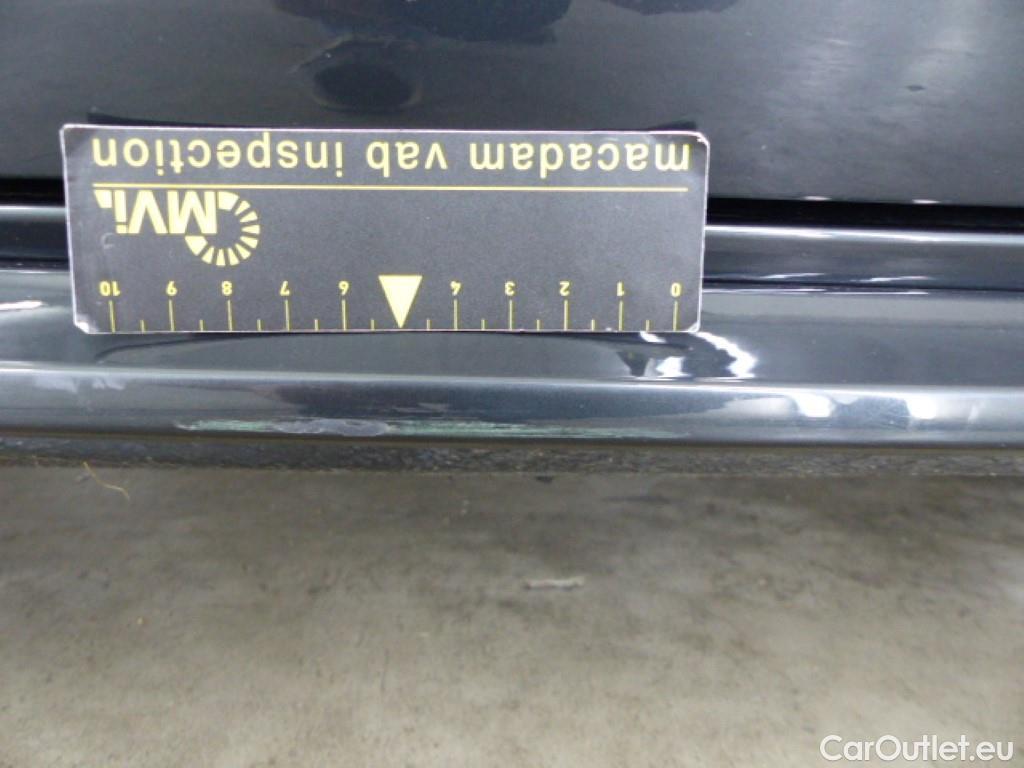 0 1 2 3 4 6 7 8 9 10
MVi.
macadam vab inspection
CarOutlet.eu